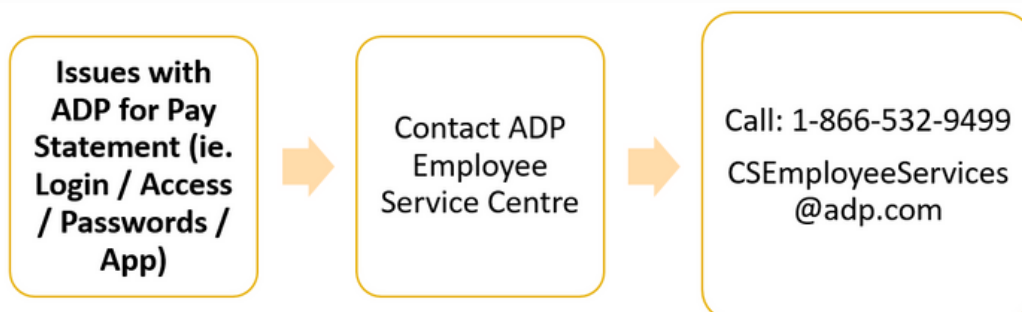 Issues with
ADP for Pay
Statement (ie.
Login / Access
/ Passwords /
App)
Contact ADP
Employee
Service Centre
Call: 1-866-532-9499
CSEmployeeServices
@adp.com